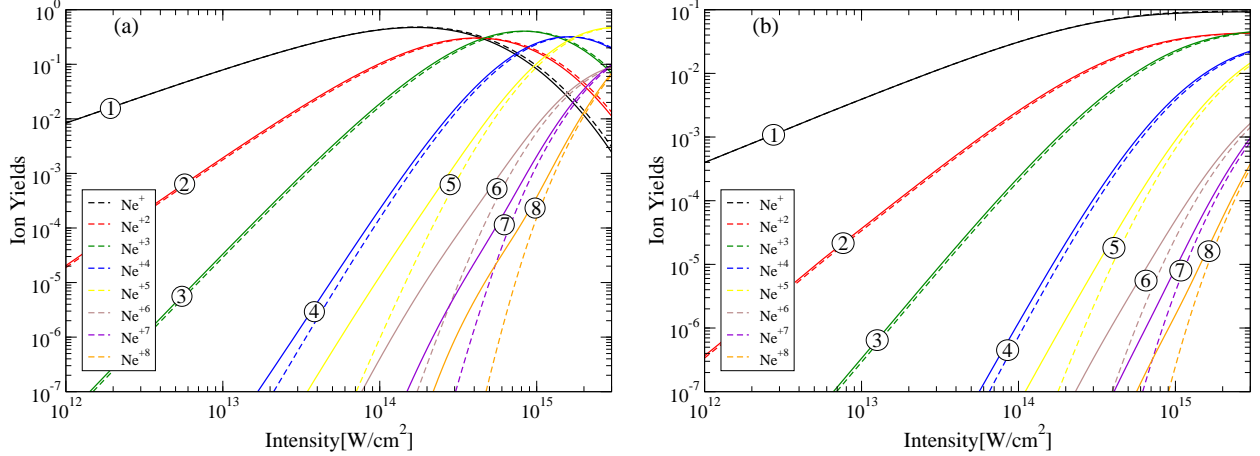 (a)
Ion Yields
10^0
10^-1
10^-2
10^-3
10^-4
10^-5
10^-6
10^-7
1
2
3
4
5
6
7
8
Ne^+
Ne^+2
Ne^+3
Ne^+4
Ne^+5
Ne^+6
Ne^+7
Ne^+8
10^12
10^13
10^14
10^15
Intensity[W/cm^2]
(b)
Ion Yields
10^-1
10^-2
10^-3
10^-4
10^-5
10^-6
10^-7
1
2
3
4
5
6
7
8
Ne^+
Ne^+2
Ne^+3
Ne^+4
Ne^+5
Ne^+6
Ne^+7
Ne^+8
10^12
10^13
10^14
10^15
Intensity[W/cm^2]